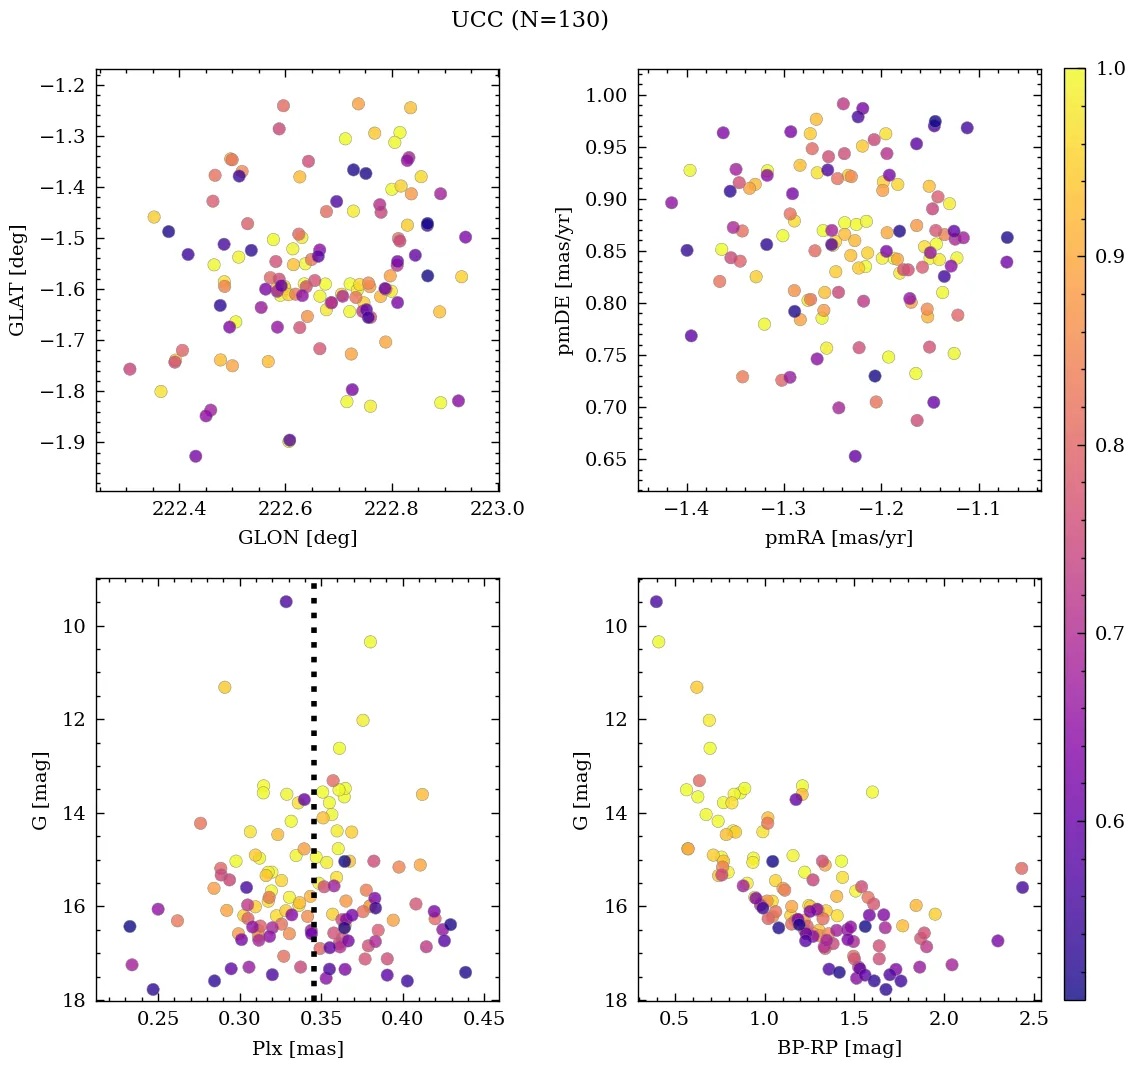 UCC (N=130)
−1.2
−1.3
−1.4
−1.5
−1.6
−1.7
−1.8
−1.9
GLAT [deg]
222.4 222.6 222.8 223.0
GLON [deg]
1.00
0.95
0.90
0.85
0.80
0.75
0.70
0.65
pmDE [mas/yr]
−1.4 −1.3 −1.2 −1.1
pmRA [mas/yr]
1.0
0.9
0.8
0.7
0.6
10
12
14
16
18
G [mag]
0.25 0.30 0.35 0.40 0.45
Plx [mas]
10
12
14
16
18
G [mag]
0.5 1.0 1.5 2.0 2.5
BP-RP [mag]